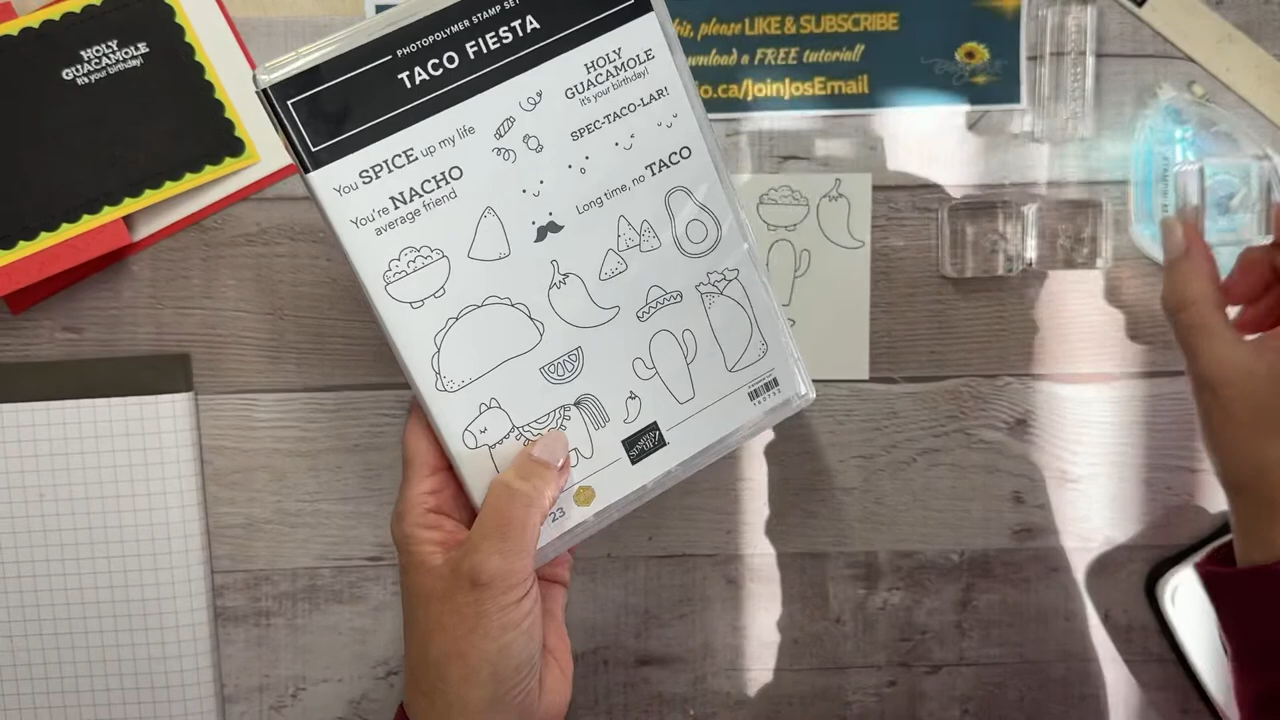 HOLY
GUACAMOLE
it's your birthday!
PHOTOPOLYMER STAMP SET
TACO FIESTA
You SPICE up my life
HOLY
GUACAMOLE
it's your birthday!
SPEC-TACO-LAR!
You're NACHO
average friend
Long time, no TACO
STAMPIN' UP!
23
please LIKE & SUBSCRIBE
a FREE tutorial!
io.ca/JoinJosEmail